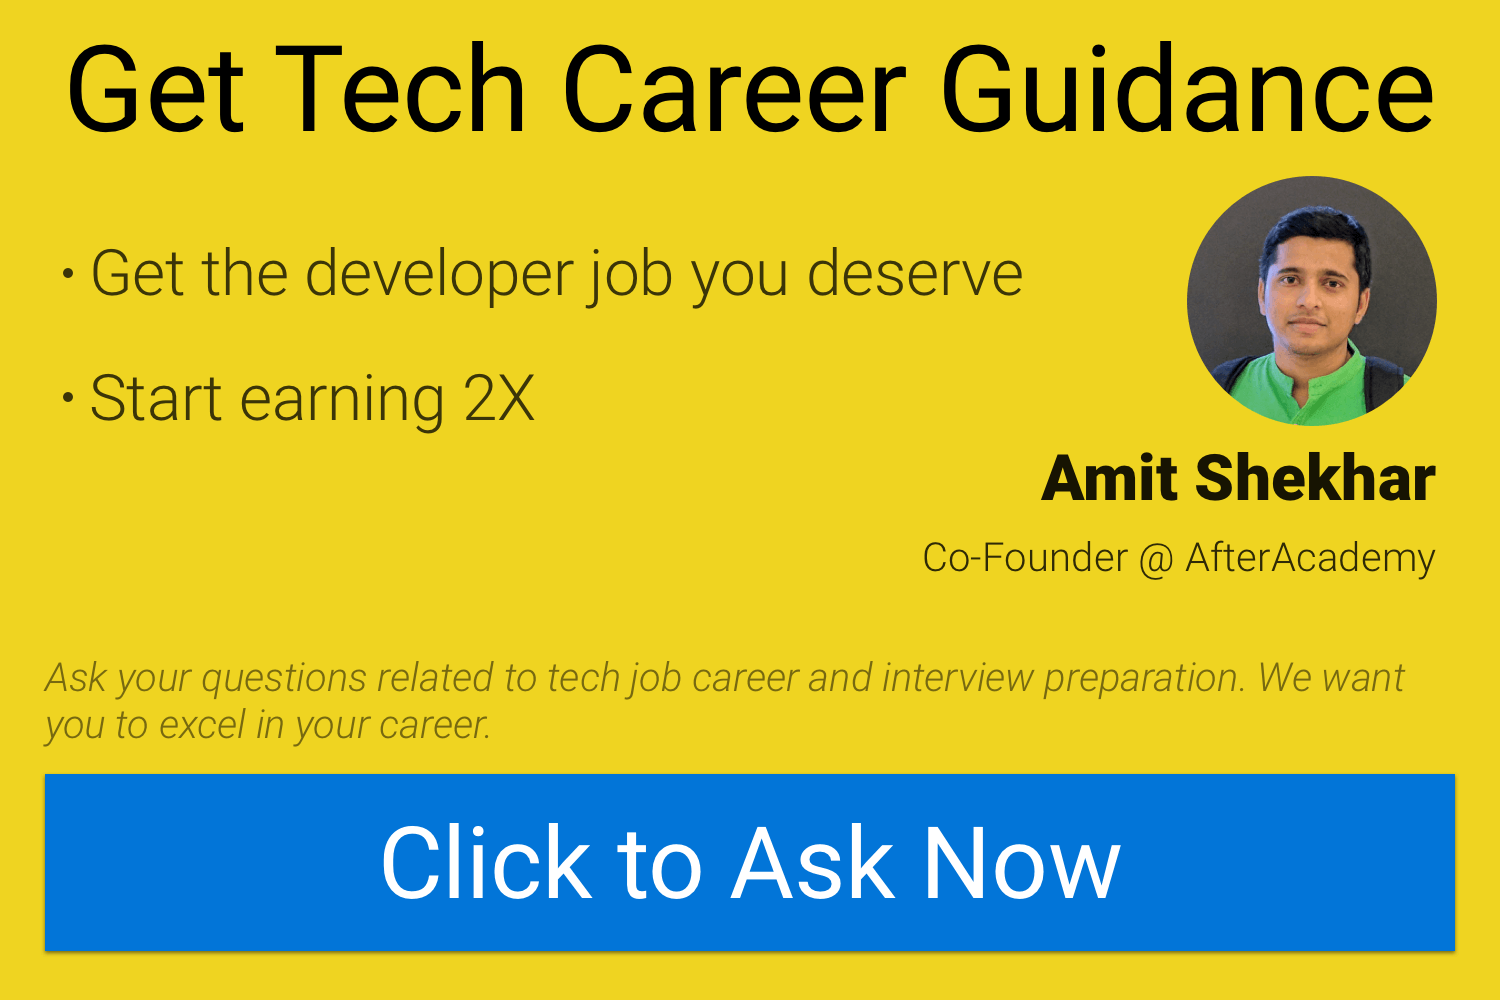 Get Tech Career Guidance
• Get the developer job you deserve
• Start earning 2X
Amit Shekhar
Co-Founder @ AfterAcademy
Ask your questions related to tech job career and interview preparation. We want
you to excel in your career.
Click to Ask Now